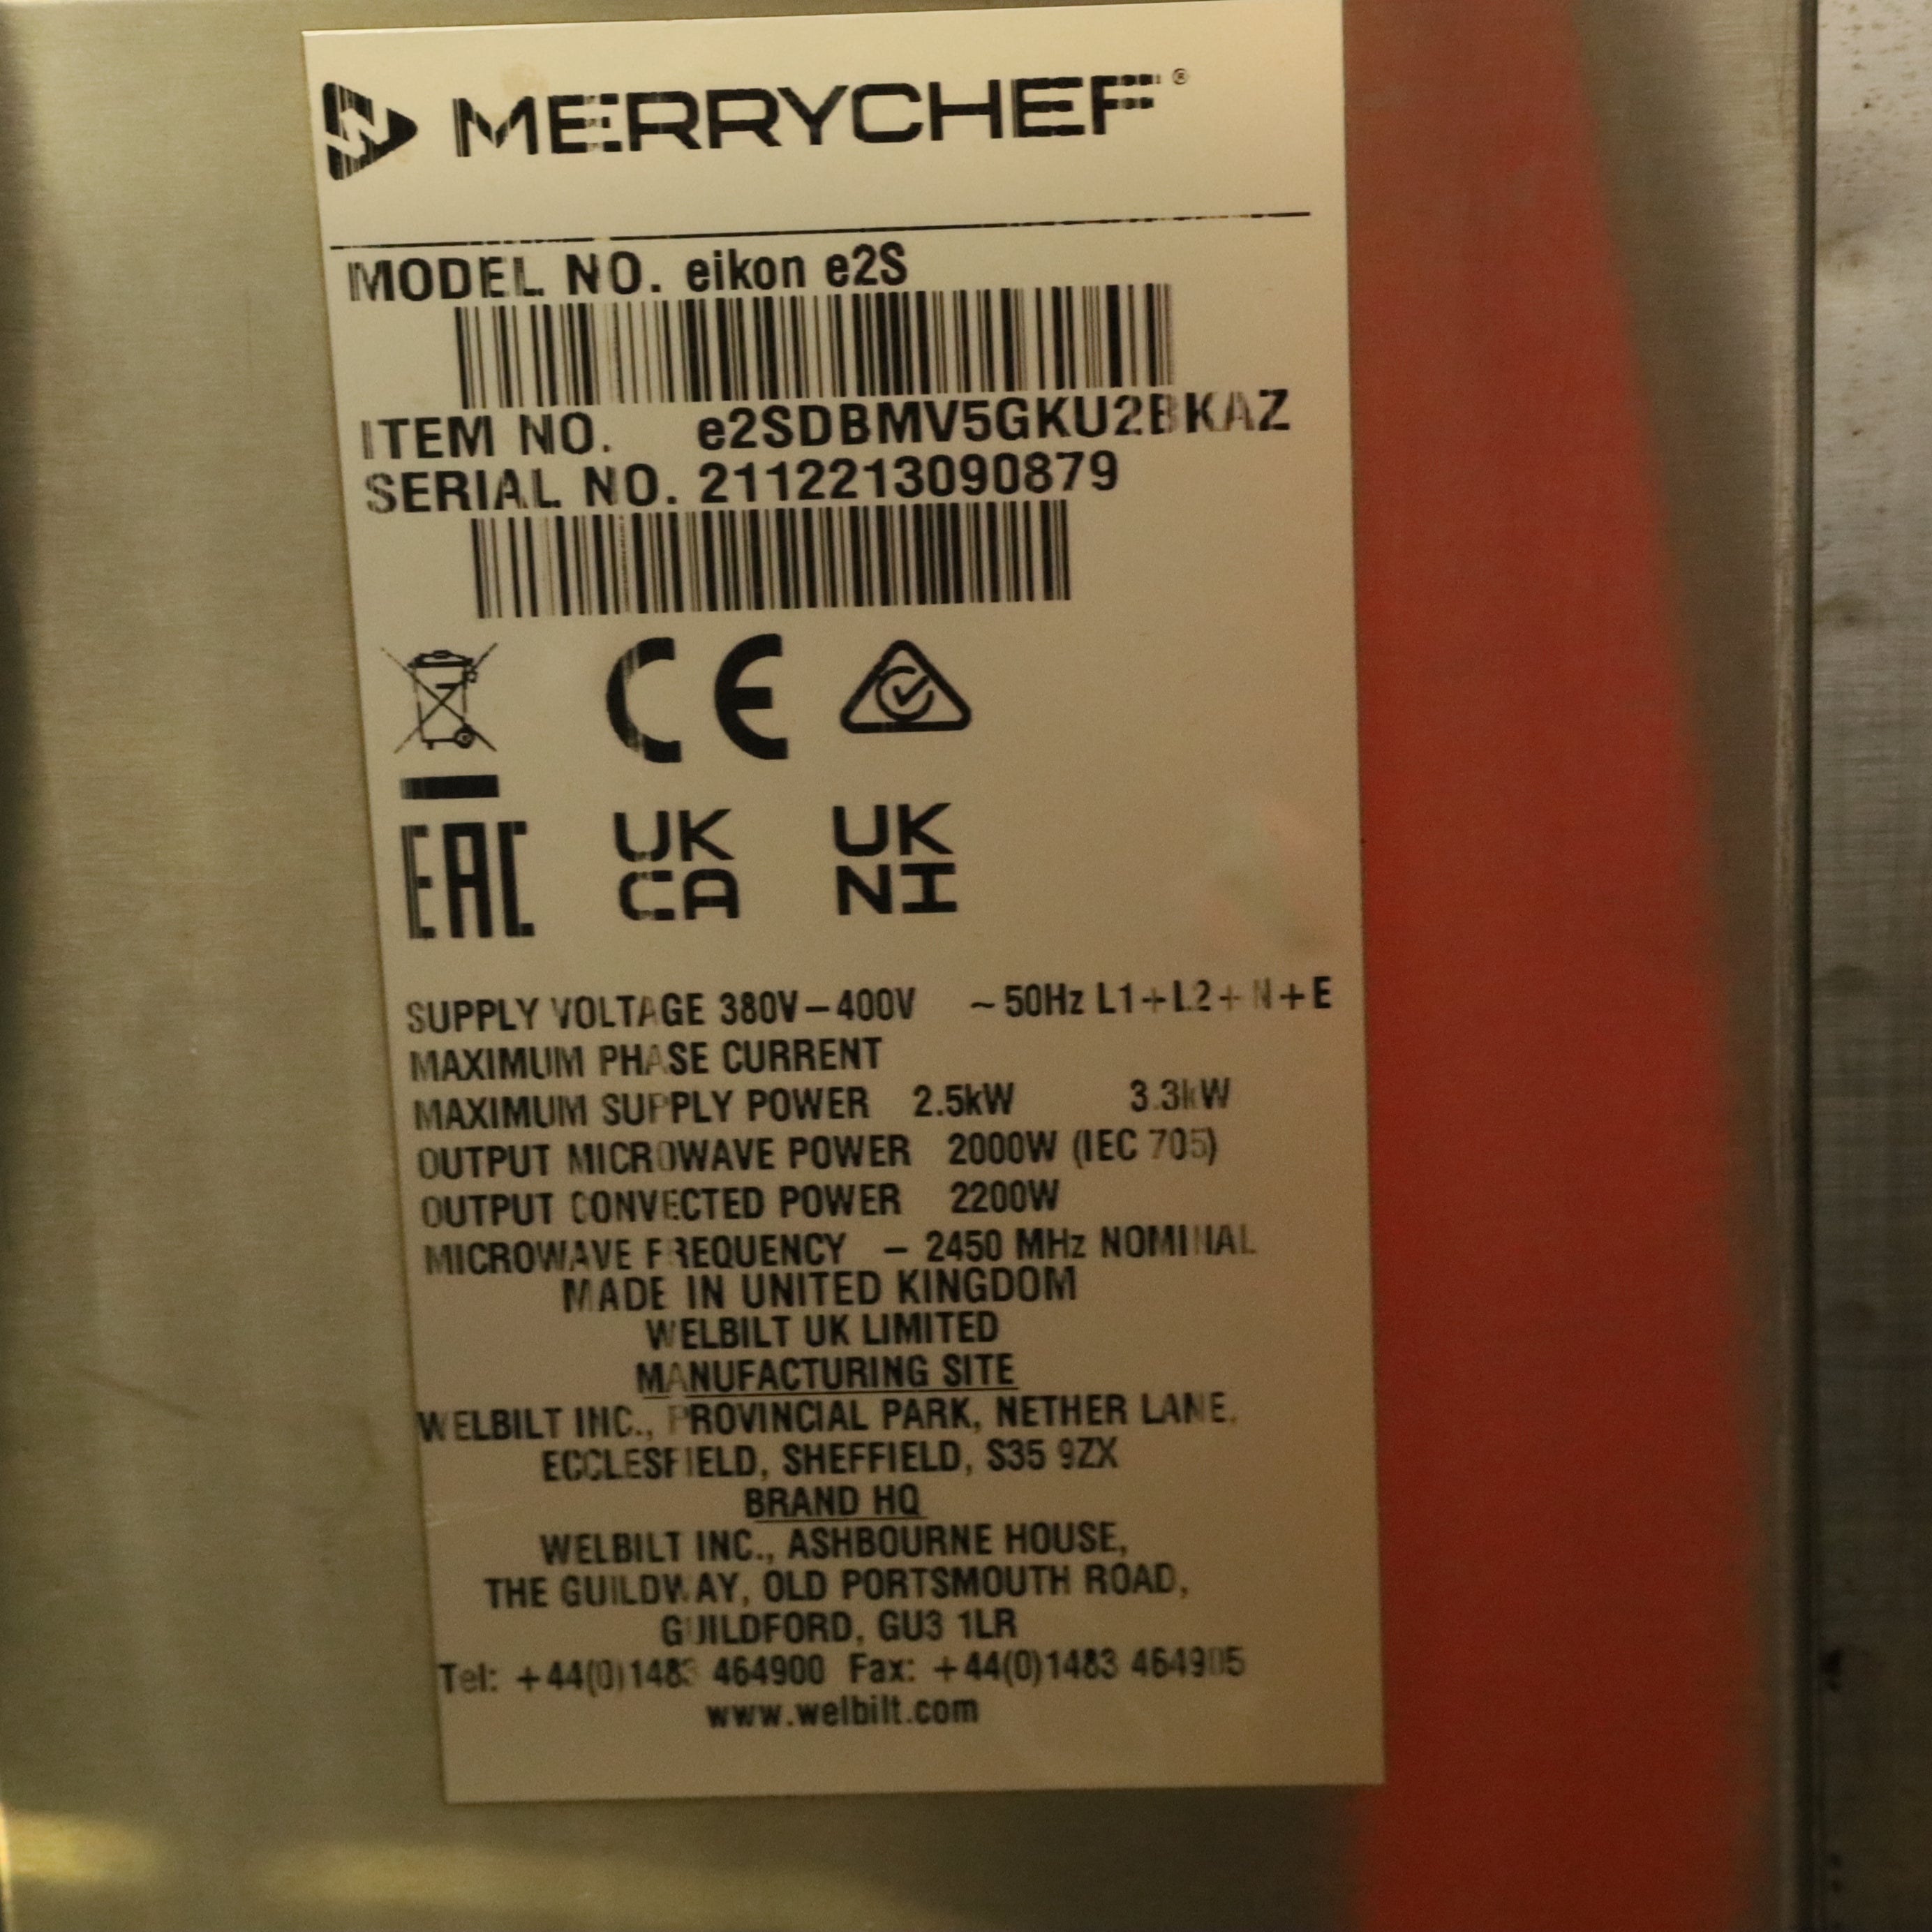 MERRYCHEF®
MODEL NO. eikon e2S
ITEM NO. e2SDBMV5GKU2BKAZ
SERIAL NO. 2112213090879
CE
EAC
UK
CA
UK
NI
SUPPLY VOLTAGE 380V–400V ~50Hz L1+L2+N+E
MAXIMUM PHASE CURRENT
MAXIMUM SUPPLY POWER 2.5kW 3.3kW
OUTPUT MICROWAVE POWER 2000W (IEC 705)
OUTPUT CONVECTED POWER 2200W
MICROWAVE FREQUENCY – 2450 MHz NOMINAL
MADE IN UNITED KINGDOM
WELBILT UK LIMITED
MANUFACTURING SITE
WELBILT INC., PROVINCIAL PARK, NETHER LANE,
ECCLESFIELD, SHEFFIELD, S35 9ZX
BRAND HQ
WELBILT INC., ASHBOURNE HOUSE,
THE GUILDWAY, OLD PORTSMOUTH ROAD,
GUILDFORD, GU3 1LR
Tel: +44(0)1483 464900 Fax: +44(0)1483 464905
www.welbilt.com